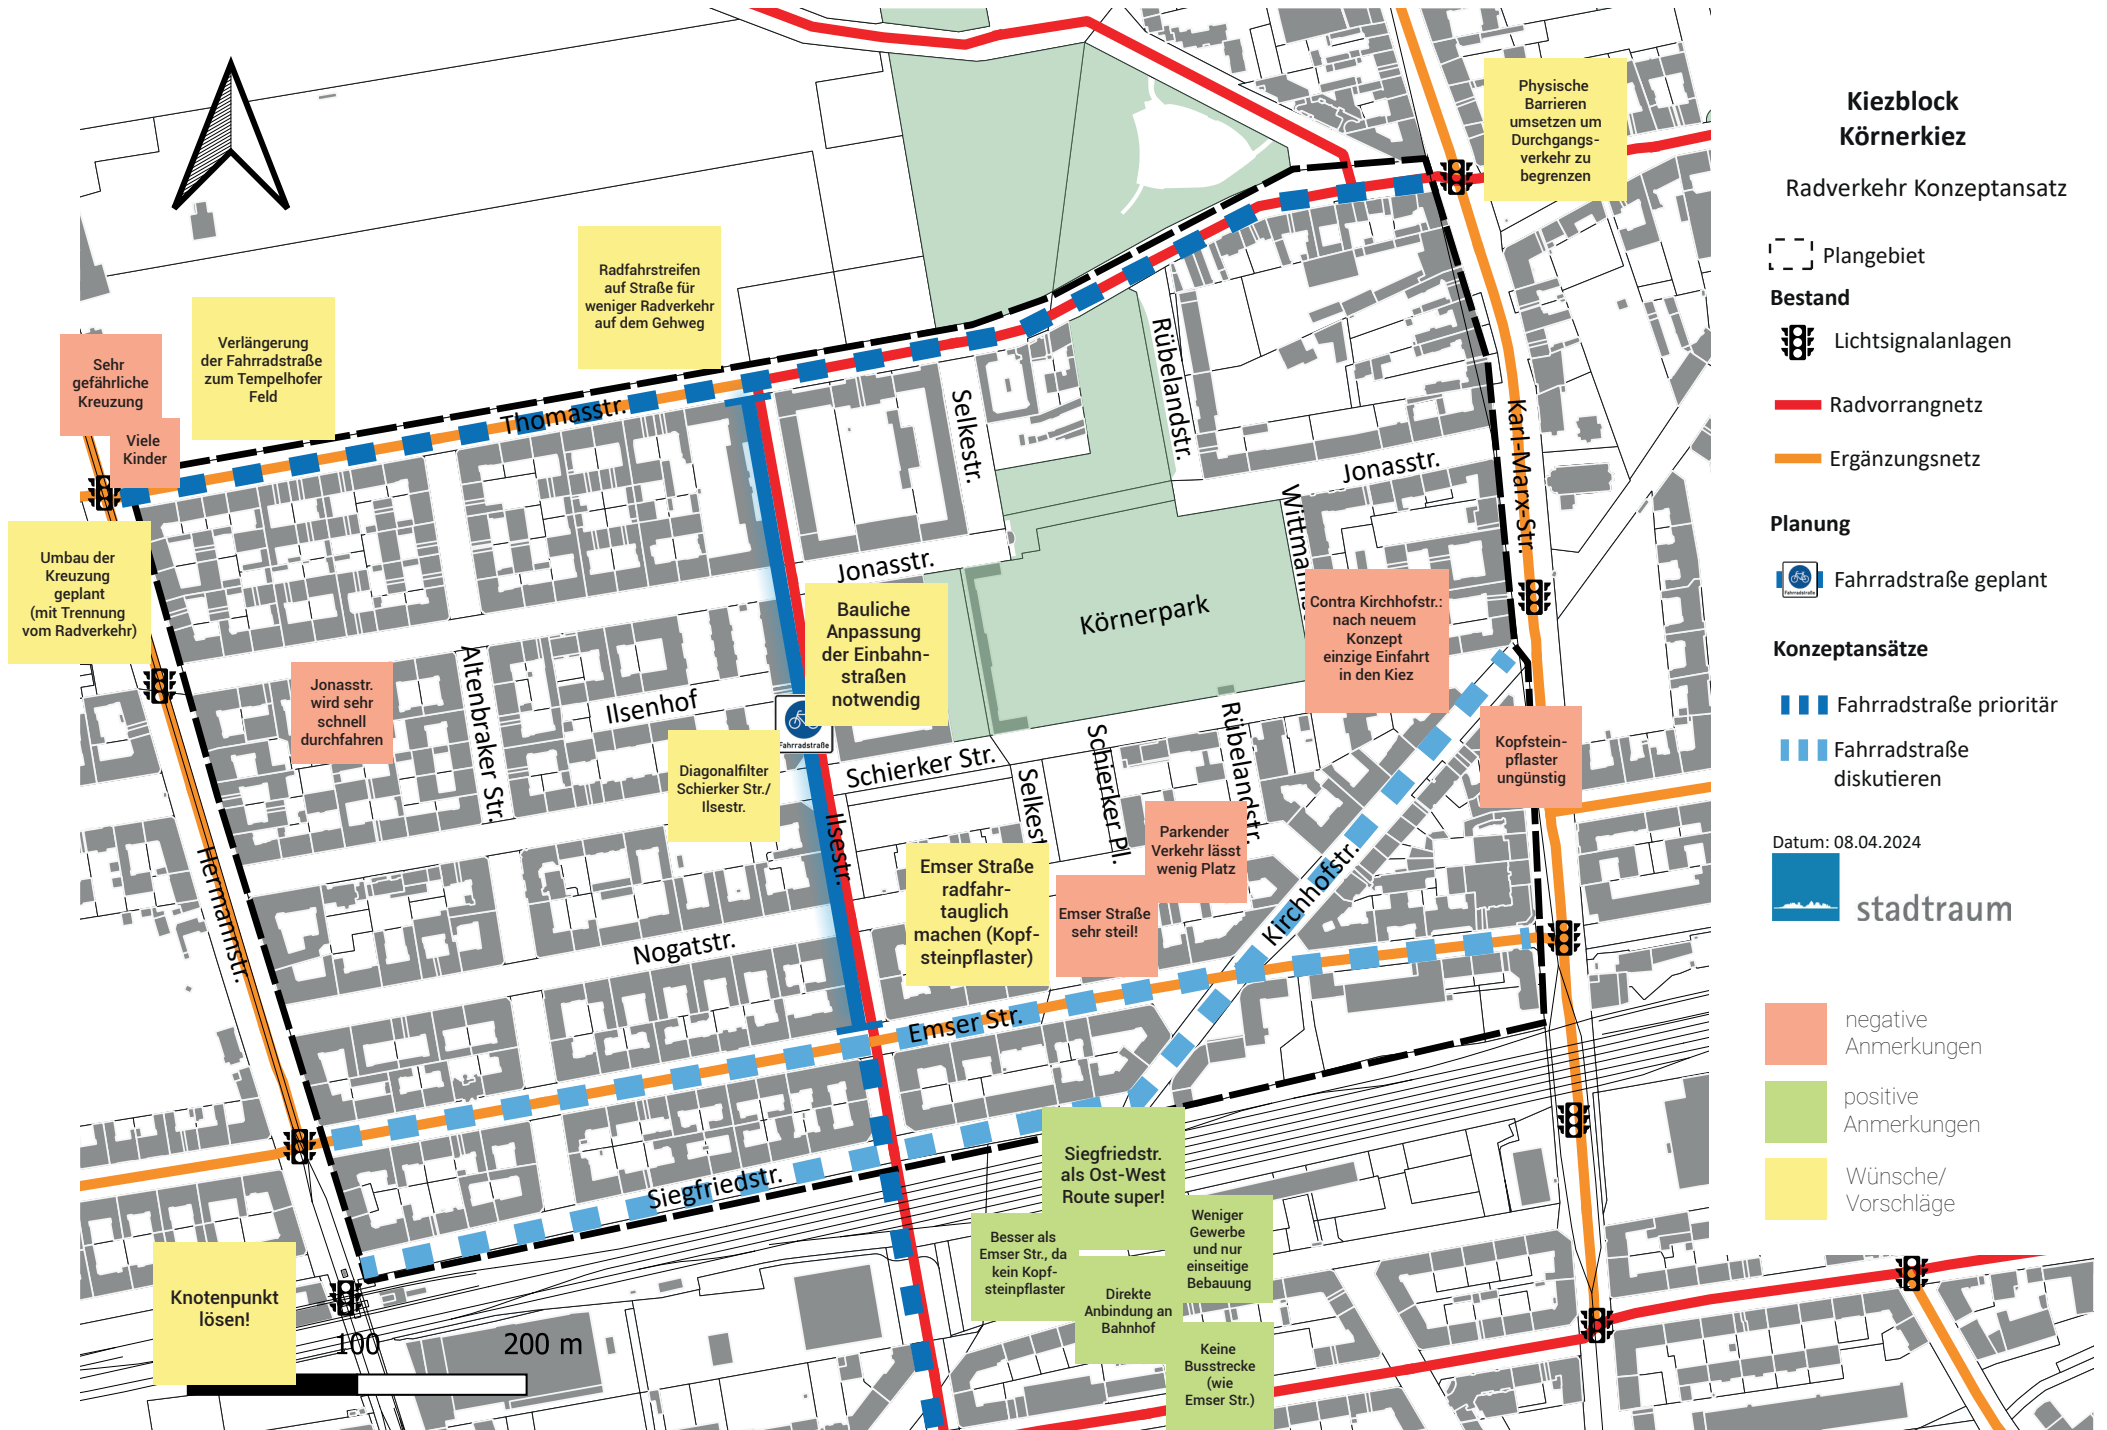 Kiezblock
Körnerkiez
Radverkehr Konzeptansatz
Plangebiet
Bestand
Lichtsignalanlagen
Radvorrangnetz
Ergänzungsnetz
Planung
Fahrradstraße
Fahrradstraße geplant
Konzeptansätze
Fahrradstraße prioritär
Fahrradstraße
diskutieren
Datum: 08.04.2024
stadtraum
negative
Anmerkungen
positive
Anmerkungen
Wünsche/
Vorschläge
Physische
Barrieren
umsetzen um
Durchgangs-
verkehr zu
begrenzen
Radfahrstreifen
auf Straße für
weniger Radverkehr
auf dem Gehweg
Verlängerung
der Fahrradstraße
zum Tempelhofer
Feld
Sehr
gefährliche
Kreuzung
Viele
Kinder
Umbau der
Kreuzung
geplant
(mit Trennung
vom Radverkehr)
Thomasstr.
Selkestr.
Rübelandstr.
Jonasstr.
Karl-Marx-Str.
Jonasstr.
Körnerpark
Bauliche
Anpassung
der Einbahn-
straßen
notwendig
Contra Kirchhofstr.:
nach neuem
Konzept
einzige Einfahrt
in den Kiez
Jonasstr.
wird sehr
schnell
durchfahren
Altenbraker Str.
Ilsenhof
Fahrradstraße
Diagonalfilter
Schierker Str./
Ilsestr.
Schierker Str.
Schierker Pl.
Rübelandstr.
Kopfstein-
pflaster
ungünstig
Ilsestr.
Parkender
Verkehr lässt
wenig Platz
Emser Straße
radfahr-
tauglich
machen (Kopf-
steinpflaster)
Emser Straße
sehr steil!
Kirchhofstr.
Hermannstr.
Nogatstr.
Emser Str.
Siegfriedstr.
Siegfriedstr.
als Ost-West
Route super!
Besser als
Emser Str., da
kein Kopf-
steinpflaster
Weniger
Gewerbe
und nur
einseitige
Bebauung
Direkte
Anbindung an
Bahnhof
Keine
Busstrecke
(wie
Emser Str.)
Knotenpunkt
lösen!
100
200 m